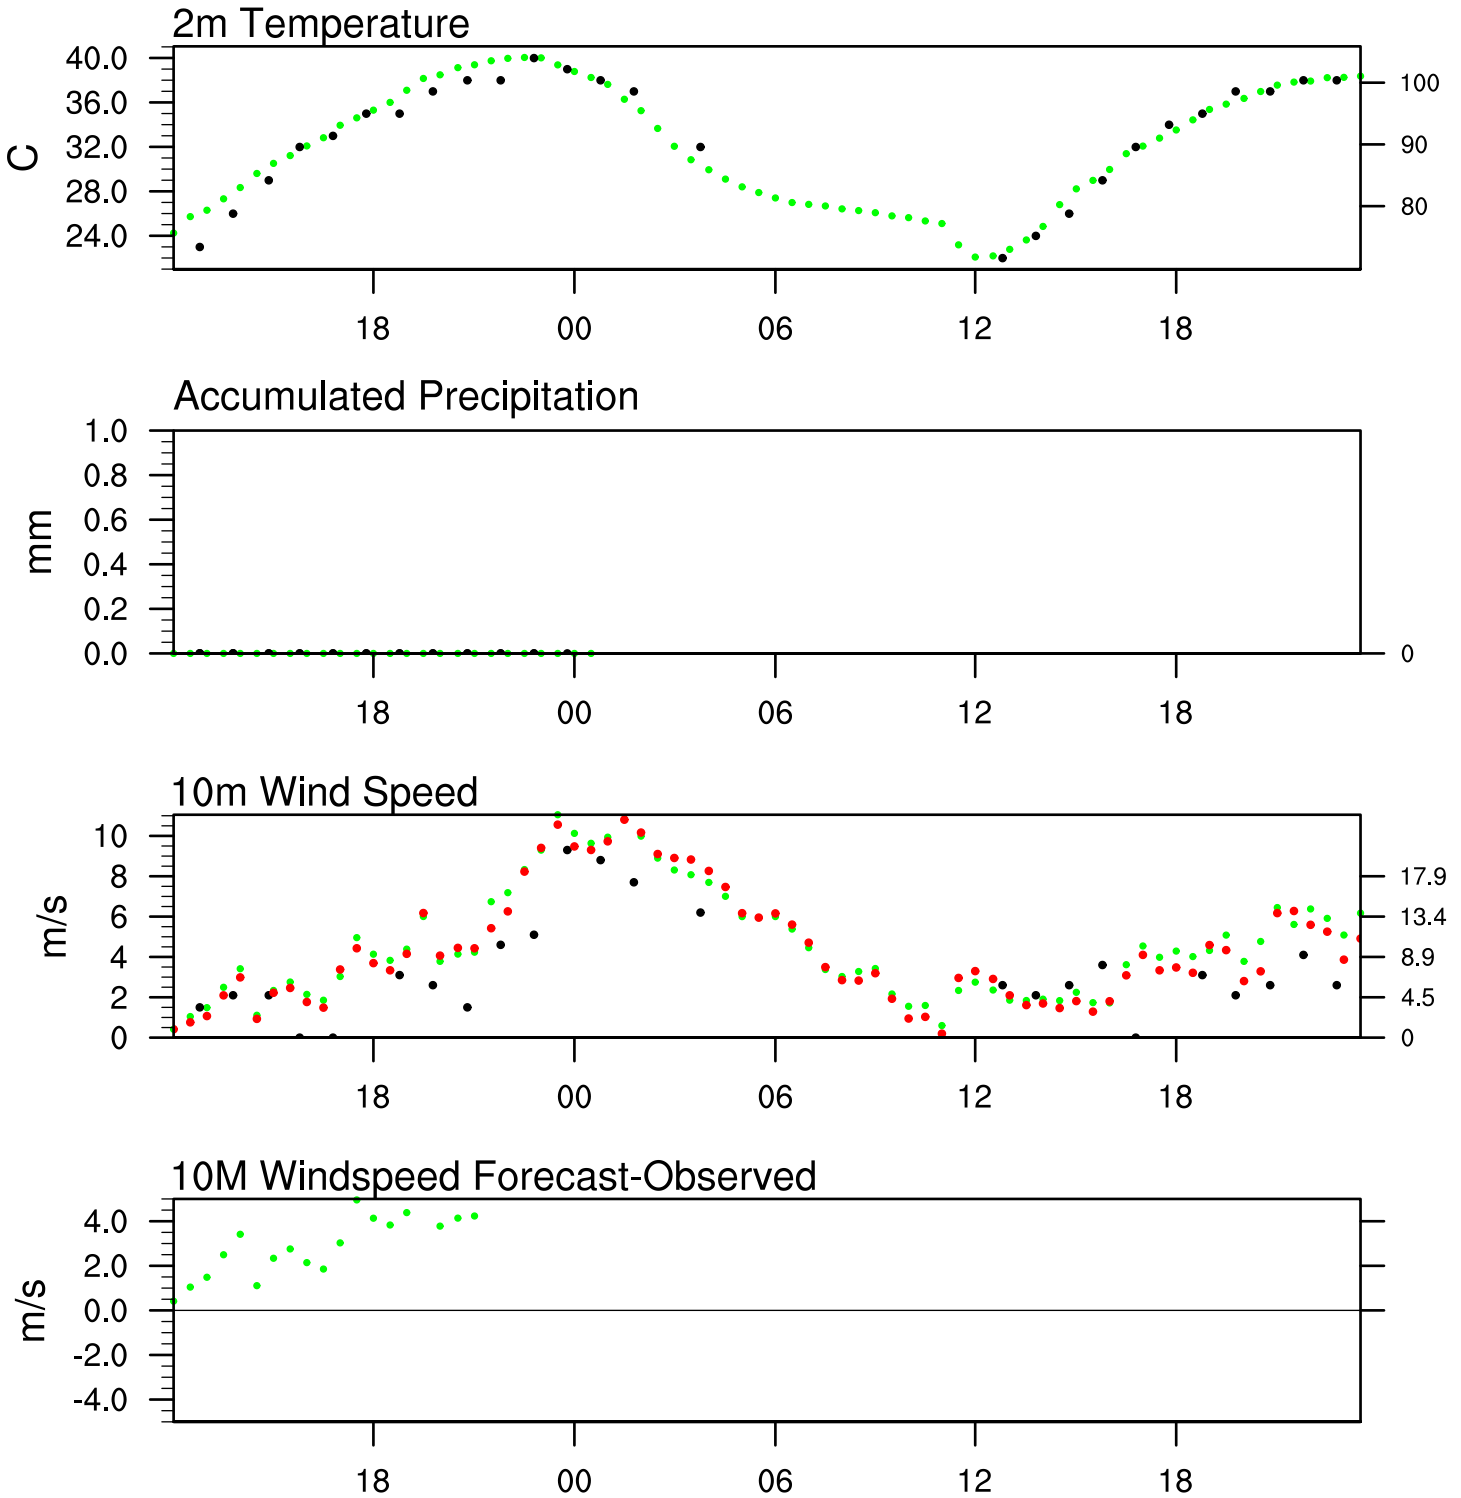 2m Temperature
40.0
36.0
32.0
28.0
24.0
C
100
90
80
18 00 06 12 18
Accumulated Precipitation
1.0
0.8
0.6
0.4
0.2
0.0
mm
0
18 00 06 12 18
10m Wind Speed
10
8
6
4
2
0
m/s
17.9
13.4
8.9
4.5
0
18 00 06 12 18
10M Windspeed Forecast-Observed
4.0
2.0
0.0
-2.0
-4.0
m/s
18 00 06 12 18